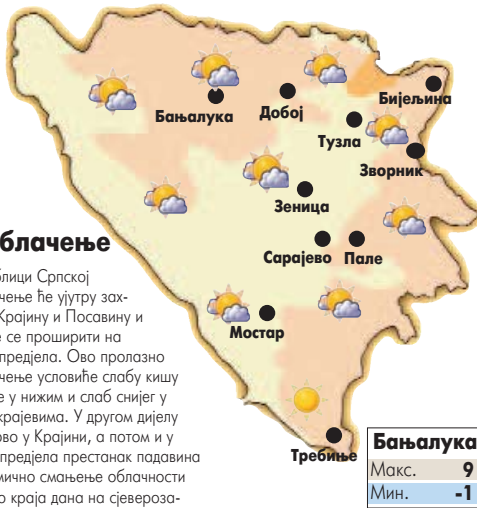 Бањалука
Добој
Бијељина
Тузла
Зворник
Зеница
Сарајево
Пале
Мостар
Требиње
блачење
блици Српској
чење ће ујутру зах-
Крајину и Посавину и
е се проширити на
предјела. Ово пролазно
чење условиће слабу кишу
е у нижим и слаб снијег у
крајевима. У другом дијелу
во у Крајини, а потом и у
предјела престанак падавина
мично смањење облачности
о краја дана на сјевероза-
Бањалука
Макс. 9
Мин. -1